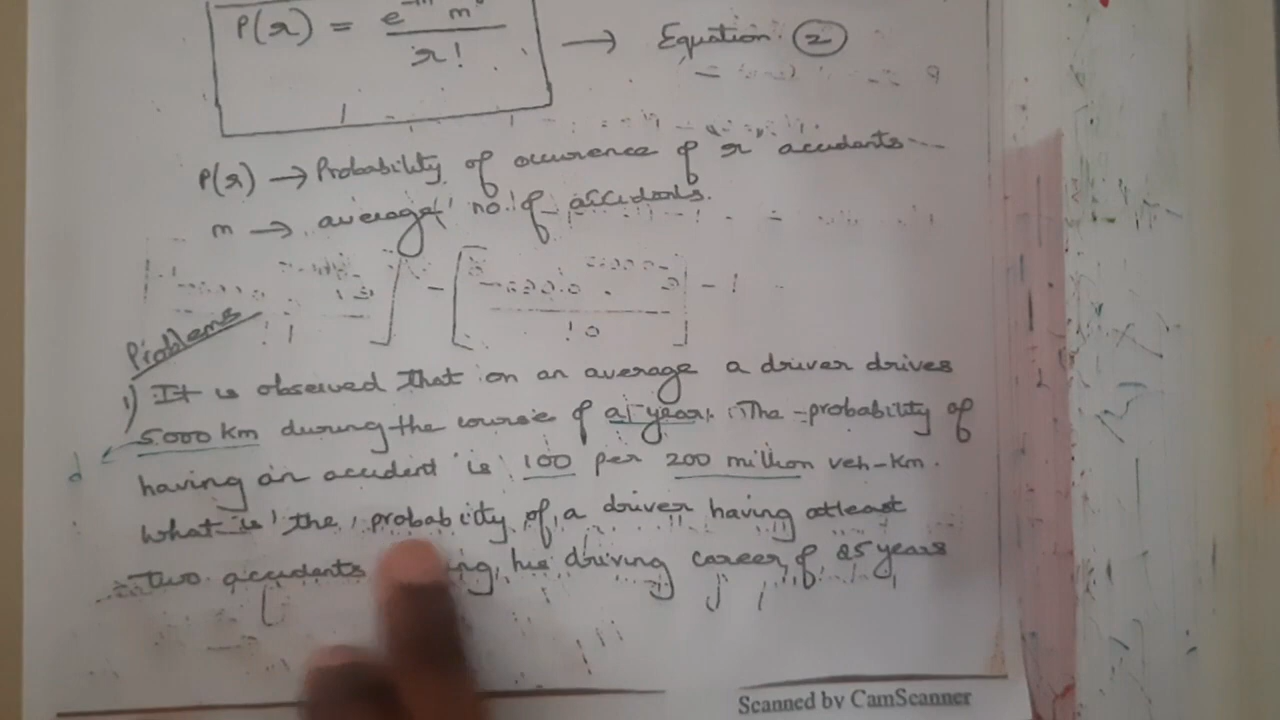 P(r) = e^-m m^r / r! → Equation ②
P(r) → Probability of occurence of "r" accidents
m → average no. of accidents.
Problems
1) It is observed that on an average a driver drives
5000 km during the course of a year. The probability of
having an accident is 100 per 200 million veh-km.
What is the probability of a driver having atleast
two accidents his driving career of 25 years
Scanned by CamScanner